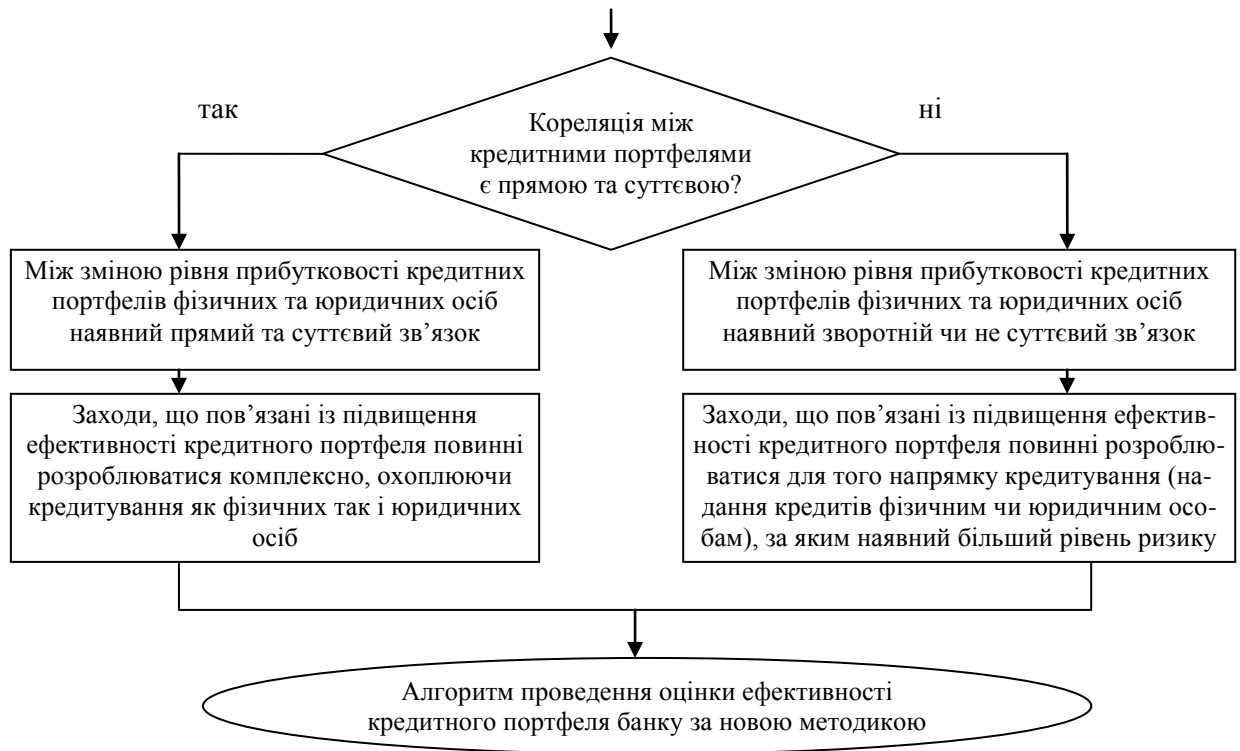 так
ні
Кореляція між
кредитними портфелями
є прямою та суттєвою?
Між зміною рівня прибутковості кредитних
портфелів фізичних та юридичних осіб
наявний прямий та суттєвий зв’язок
Між зміною рівня прибутковості кредитних
портфелів фізичних та юридичних осіб
наявний зворотній чи не суттєвий зв’язок
Заходи, що пов’язані із підвищення
ефективності кредитного портфеля повинні
розроблюватися комплексно, охоплюючи
кредитування як фізичних так і юридичних
осіб
Заходи, що пов’язані із підвищення ефектив-
ності кредитного портфеля повинні розроблю-
ватися для того напрямку кредитування (на-
дання кредитів фізичним чи юридичним осо-
бам), за яким наявний більший рівень ризику
Алгоритм проведення оцінки ефективності
кредитного портфеля банку за новою методикою